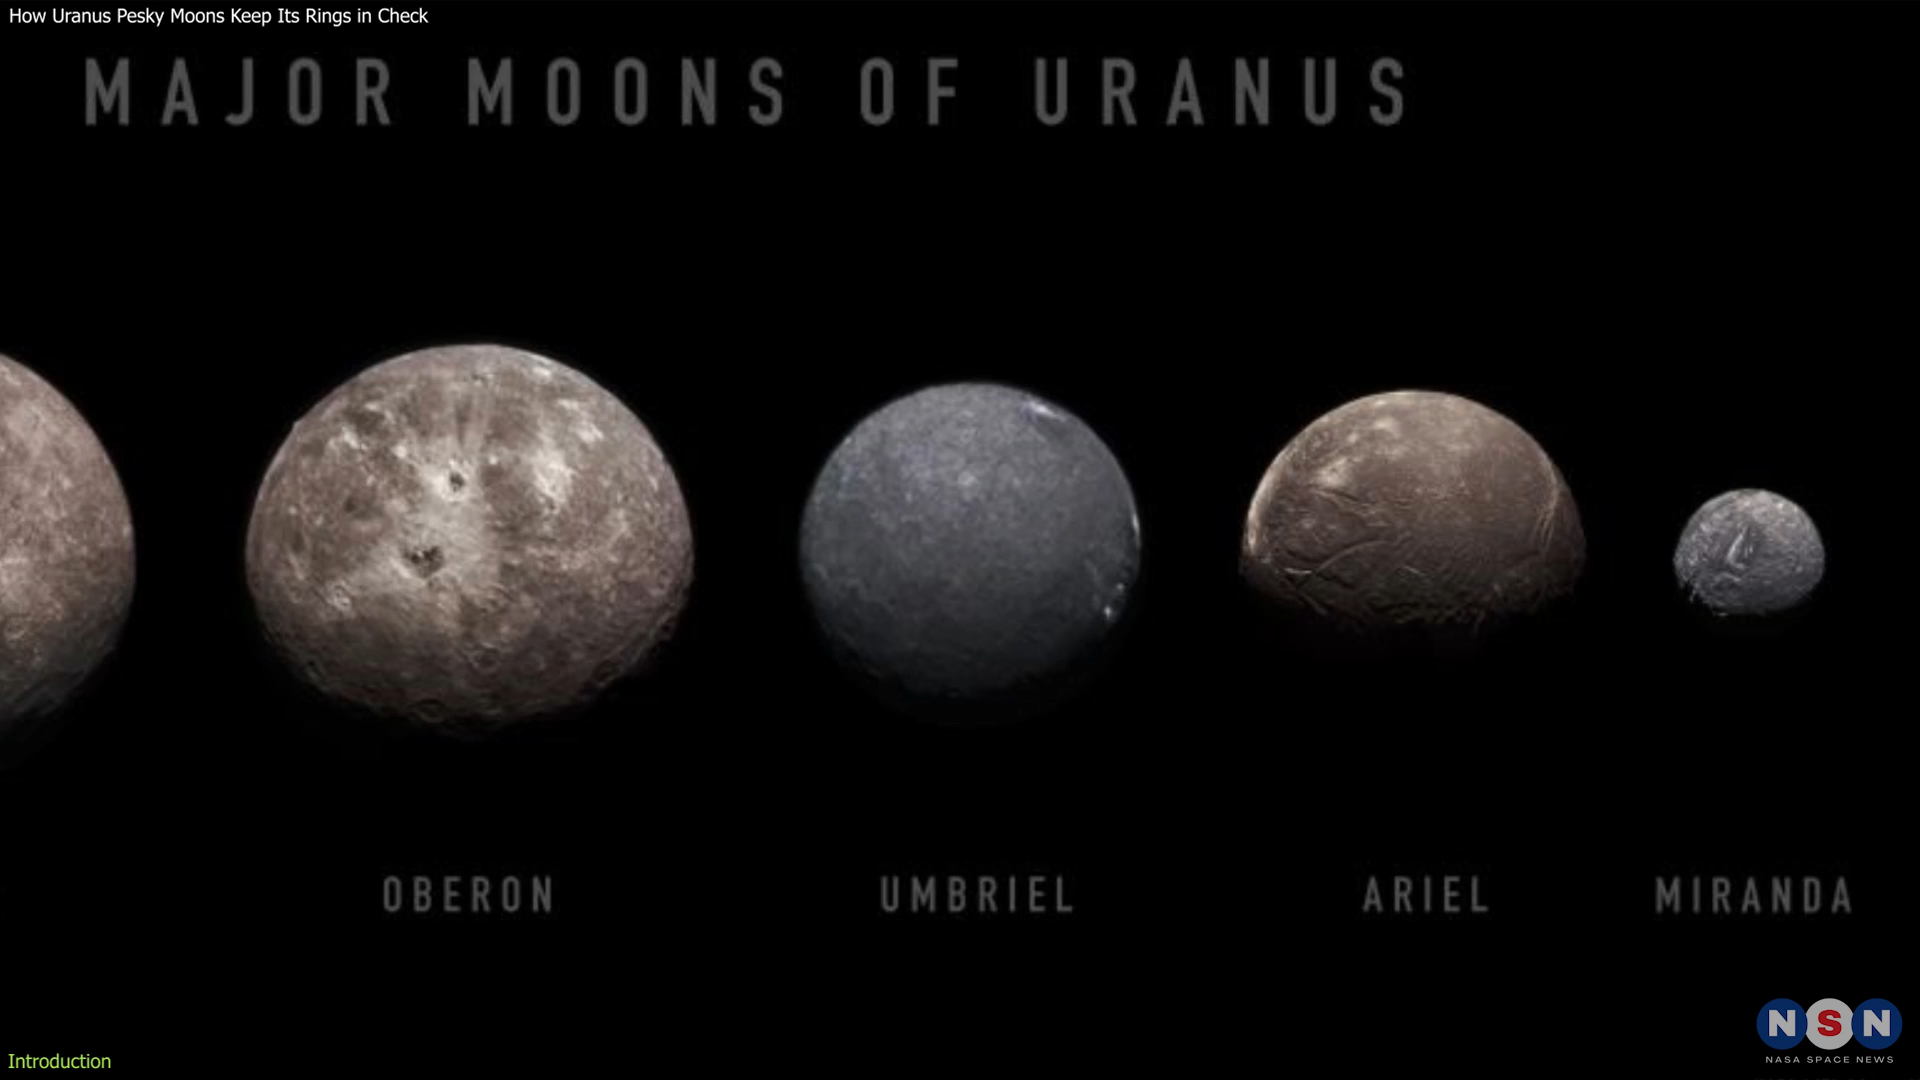 How Uranus Pesky Moons Keep Its Rings in Check
MAJOR MOONS OF URANUS
OBERON
UMBRIEL
ARIEL
MIRANDA
NSN
NASA SPACE NEWS
Introduction